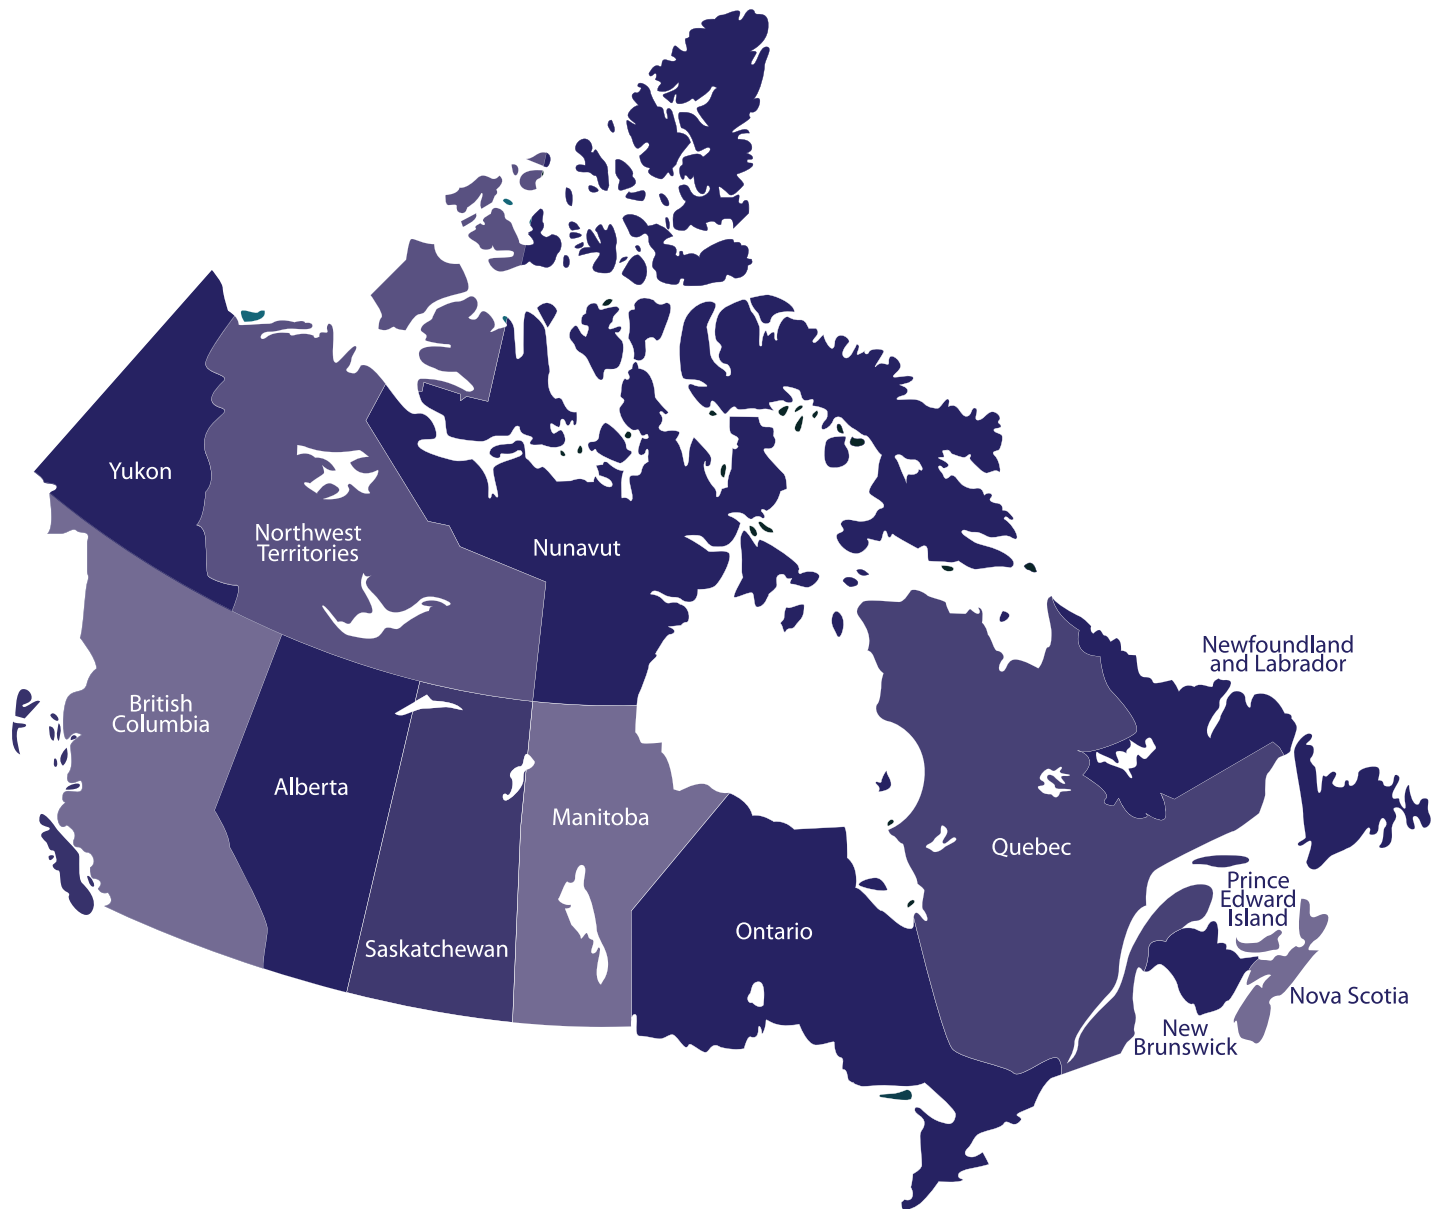 Yukon
Northwest
Territories
Nunavut
Newfoundland
and Labrador
British
Columbia
Alberta
Manitoba
Quebec
Prince
Edward
Island
Ontario
Saskatchewan
Nova Scotia
New
Brunswick